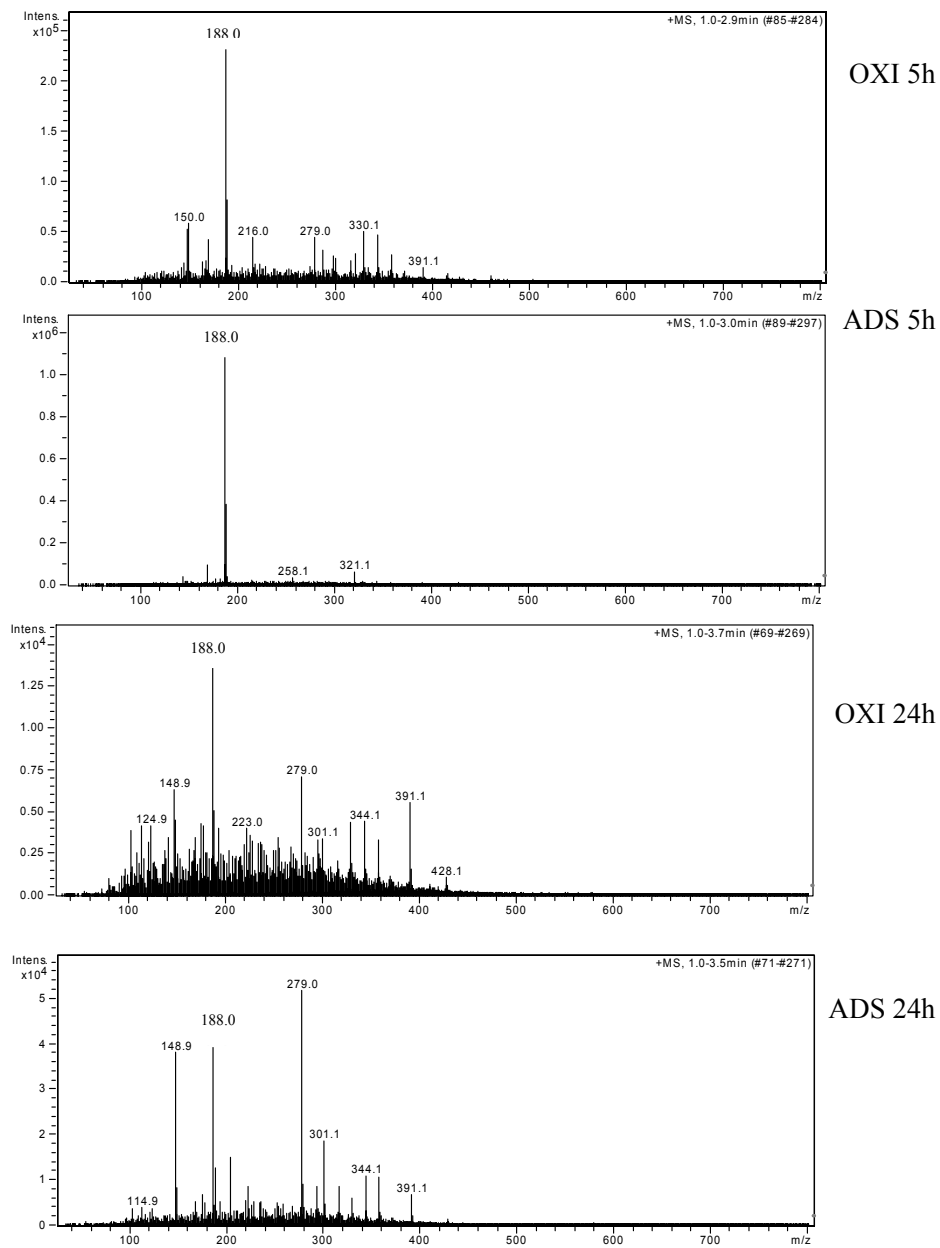 Intens.
x10⁵
+MS, 1.0-2.9min (#85-#284)
188.0
OXI 5h
2.0
1.5
1.0
0.5
0.0
150.0
216.0
279.0
330.1
391.1
100 200 300 400 500 600 700 m/z
Intens.
x10⁶
+MS, 1.0-3.0min (#89-#297)
ADS 5h
188.0
1.0
0.8
0.6
0.4
0.2
0.0
258.1
321.1
100 200 300 400 500 600 700 m/z
Intens.
x10⁴
+MS, 1.0-3.7min (#69-#269)
188.0
OXI 24h
1.25
1.00
0.75
0.50
0.25
0.00
124.9
148.9
223.0
279.0
301.1
344.1
391.1
428.1
100 200 300 400 500 600 700 m/z
Intens.
x10⁴
+MS, 1.0-3.5min (#71-#271)
ADS 24h
279.0
188.0
148.9
5
4
3
2
1
0
114.9
301.1
344.1
391.1
100 200 300 400 500 600 700 m/z